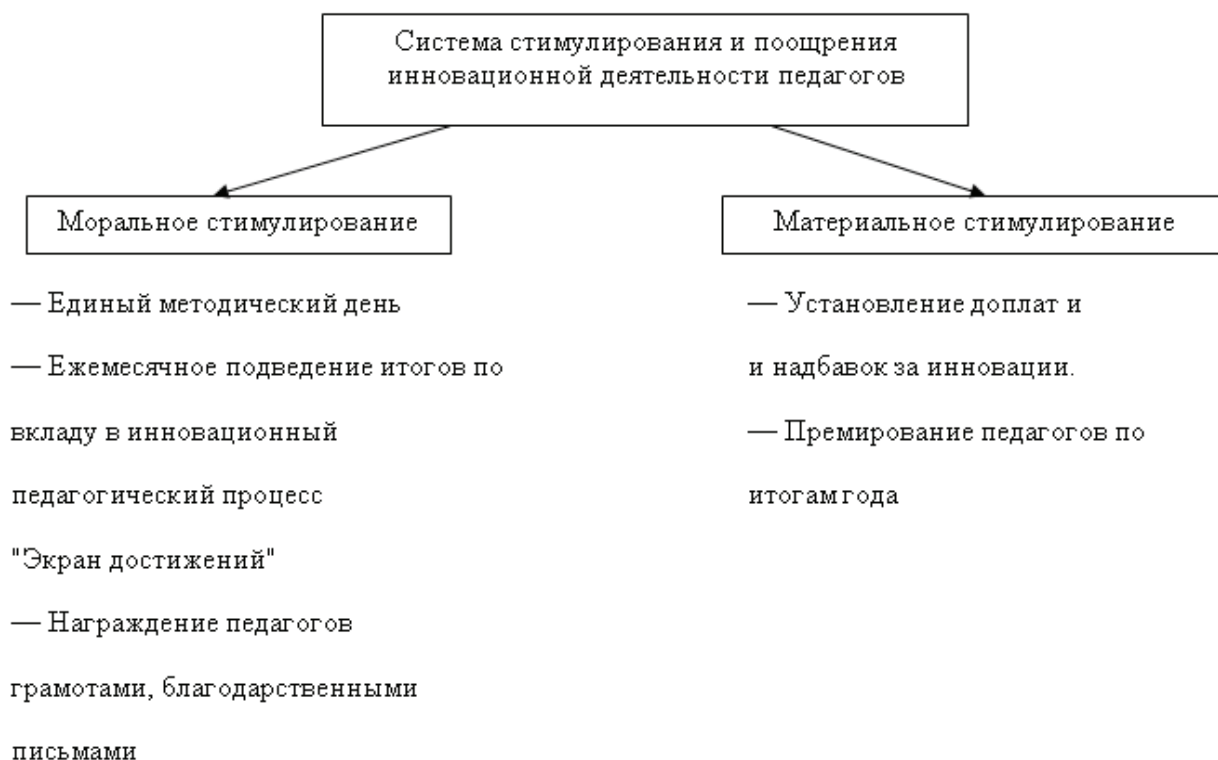 Система стимулирования и поощрения
инновационной деятельности педагогов
Моральное стимулирование
— Единый методический день
— Ежемесячное подведение итогов по
вкладу в инновационный
педагогический процесс
"Экран достижений"
— Награждение педагогов
грамотами, благодарственными
письмами
Материальное стимулирование
— Установление доплат и
и надбавок за инновации.
— Премирование педагогов по
итогам года